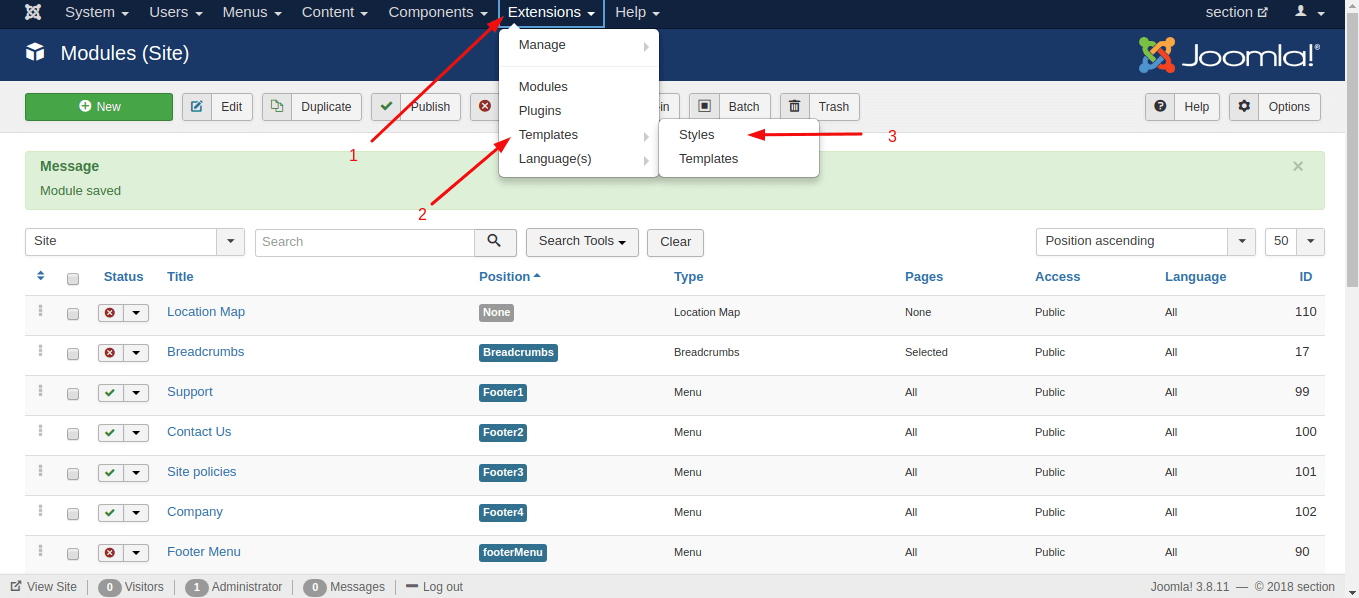 System Users Menus Content Components Extensions Help section
Modules (Site) Joomla!®
Manage
Modules
Plugins
Templates
Language(s)
Styles
Templates
1
2
3
New Edit Duplicate Publish in Batch Trash Help Options
Message ×
Module saved
Site Search Search Tools Clear Position ascending 50
Status Title Position Type Pages Access Language ID
Location Map None Location Map None Public All 110
Breadcrumbs Breadcrumbs Breadcrumbs Selected Public All 17
Support Footer1 Menu All Public All 99
Contact Us Footer2 Menu All Public All 100
Site policies Footer3 Menu All Public All 101
Company Footer4 Menu All Public All 102
Footer Menu footerMenu Menu All Public All 90
View Site 0 Visitors 1 Administrator 0 Messages Log out Joomla! 3.8.11 — © 2018 section